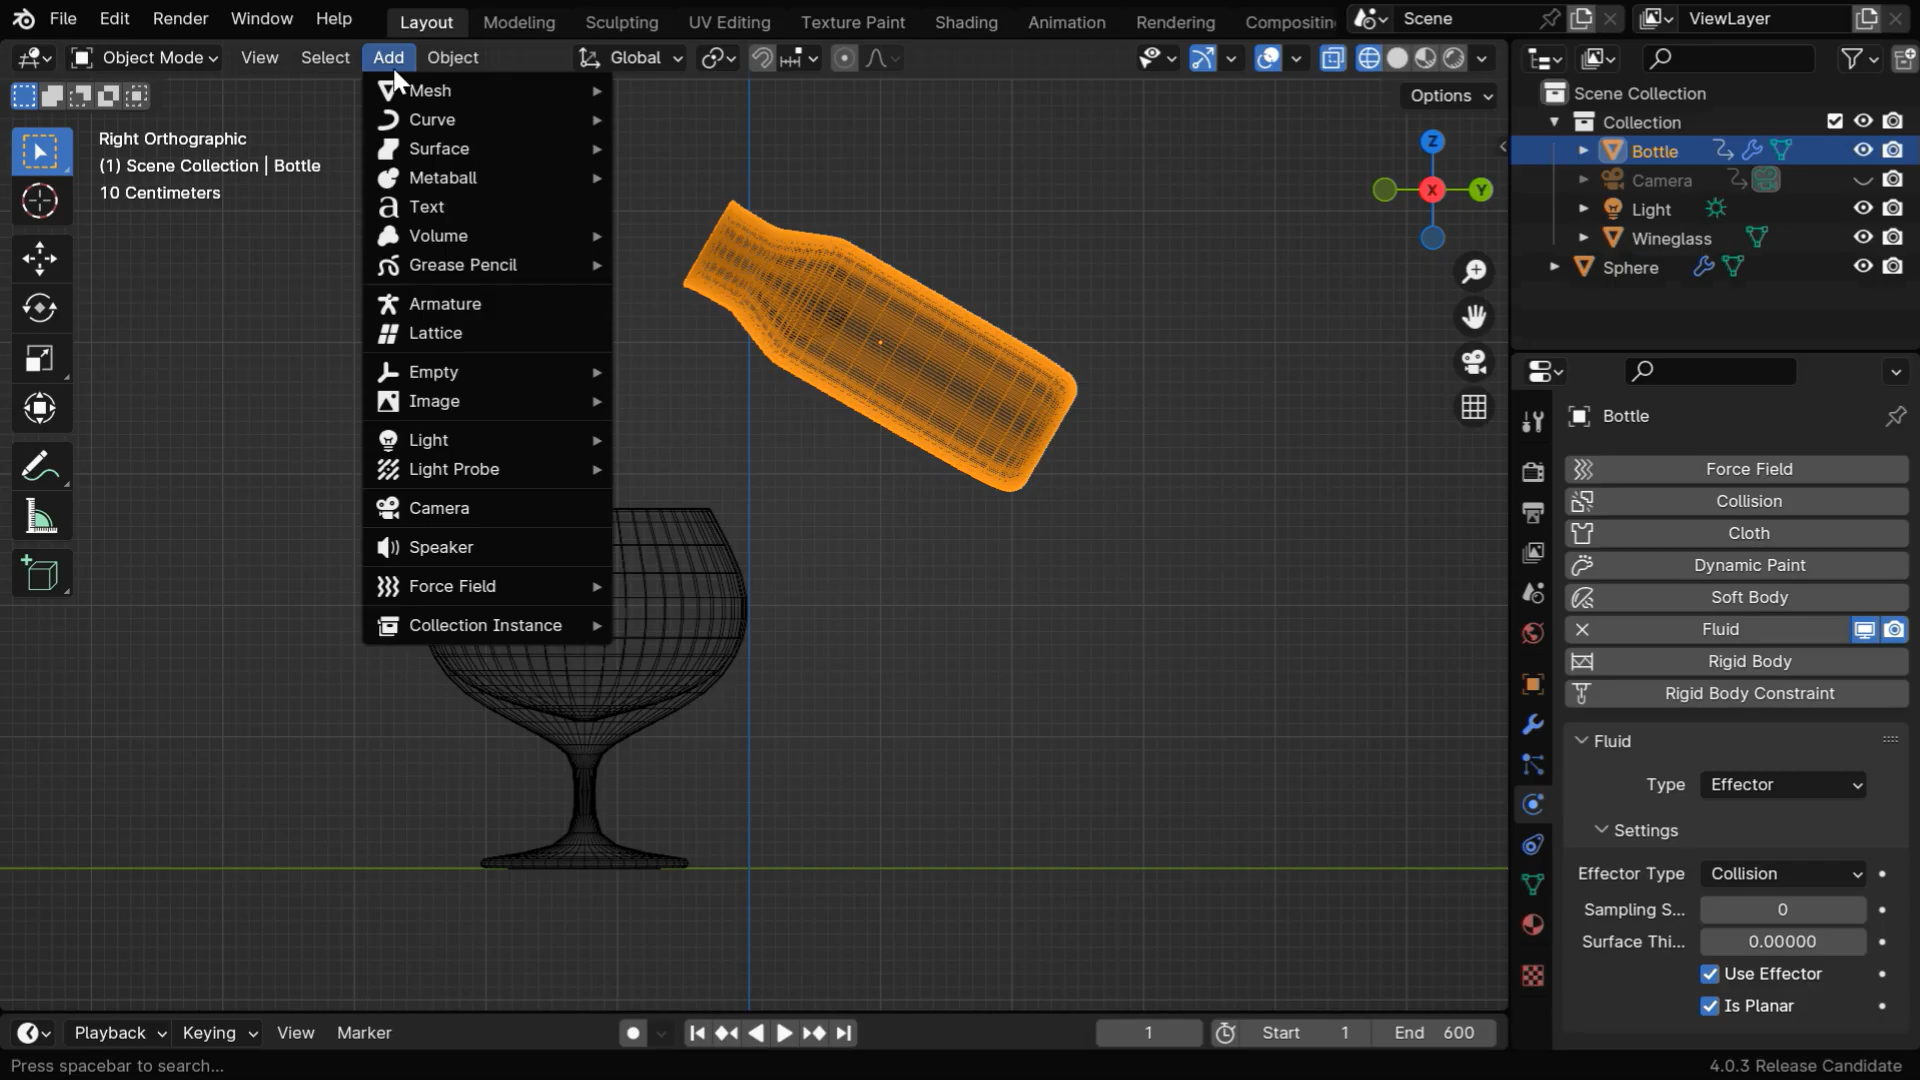 File Edit Render Window Help Layout Modeling Sculpting UV Editing Texture Paint Shading Animation Rendering Compositin Scene ViewLayer
Object Mode View Select Add Object Global
Options
Right Orthographic
(1) Scene Collection | Bottle
10 Centimeters
Mesh
Curve
Surface
Metaball
Text
Volume
Grease Pencil
Armature
Lattice
Empty
Image
Light
Light Probe
Camera
Speaker
Force Field
Collection Instance
Z
X
Y
Scene Collection
Collection
Bottle
Camera
Light
Wineglass
Sphere
Bottle
Force Field
Collision
Cloth
Dynamic Paint
Soft Body
Fluid
Rigid Body
Rigid Body Constraint
Fluid
Type Effector
Settings
Effector Type Collision
Sampling S... 0
Surface Thi... 0.00000
Use Effector
Is Planar
Playback Keying View Marker 1 Start 1 End 600
Press spacebar to search... 4.0.3 Release Candidate